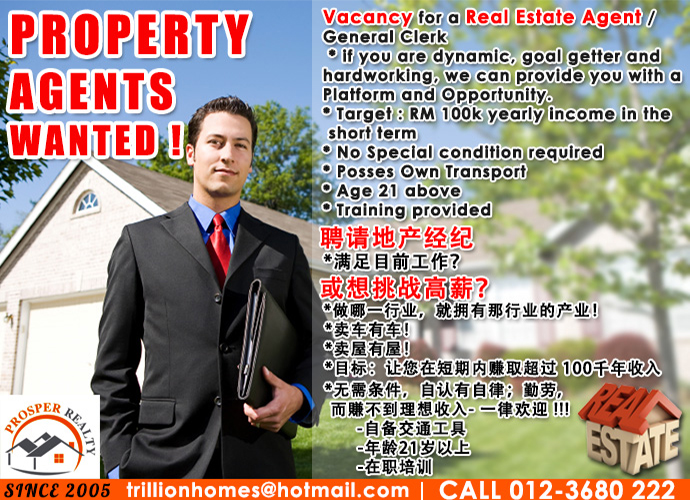 PROPERTY
AGENTS
WANTED !
Vacancy for a Real Estate Agent /
General Clerk
* if you are dynamic, goal getter and
hardworking, we can provide you with a
Platform and Opportunity.
* Target : RM 100k yearly income in the
short term
* No Special condition required
* Posses Own Transport
* Age 21 above
* Training provided
聘请地产经纪
*满足目前工作?
或想挑战高薪?
*做哪一行业，就拥有那行业的产业!
*卖车有车!
*卖屋有屋!
*目标：让您在短期内赚取超过 100千年收入
*无需条件，自认有自律；勤劳，
而赚不到理想收入- 一律欢迎 !!!
-自备交通工具
-年龄21岁以上
-在职培训
PROSPER REALTY
REAL
ESTATE
SINCE 2005 | trillionhomes@hotmail.com | CALL 012-3680 222